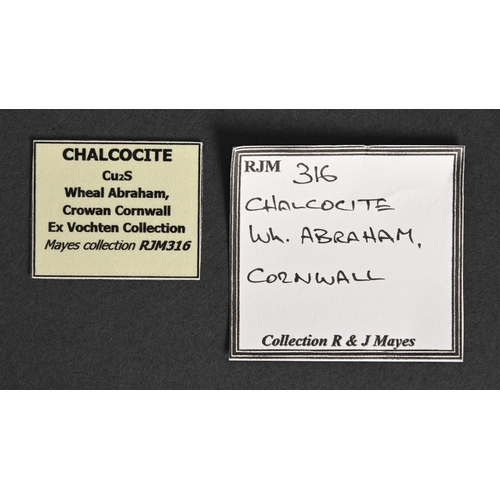 CHALCOCITE
Cu₂S
Wheal Abraham,
Crowan Cornwall
Ex Vochten Collection
Mayes collection RJM316
RJM 316
CHALCOCITE
Wh. ABRAHAM,
CORNWALL
Collection R & J Mayes